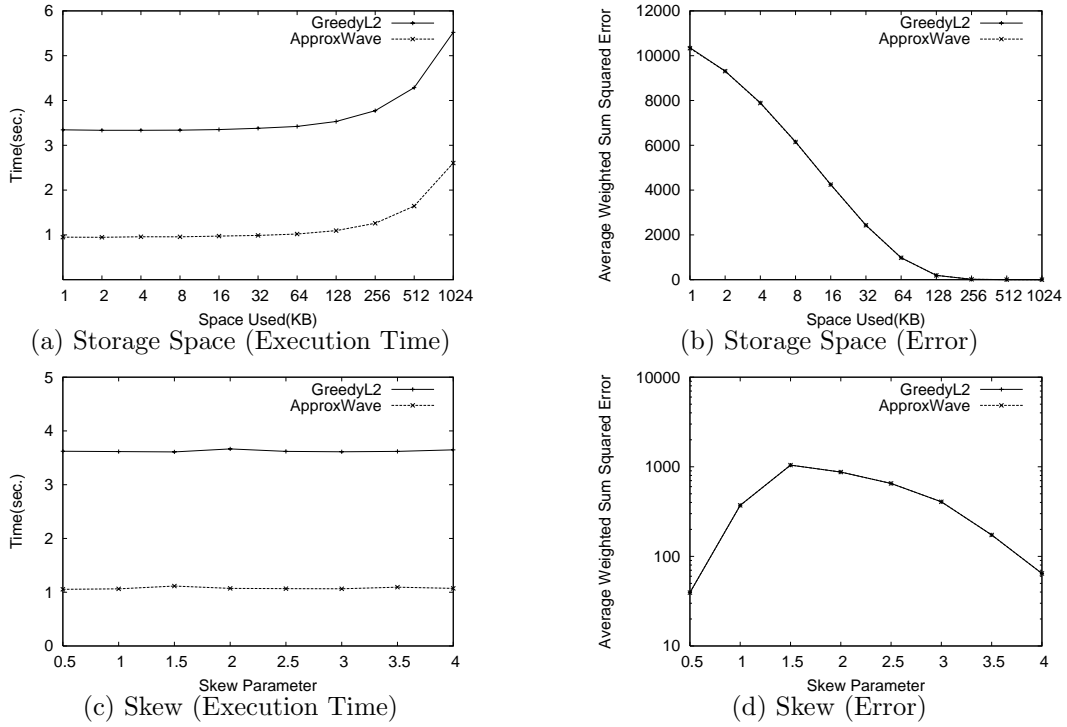 6
5
4
3
2
1
Time(sec.)
GreedyL2
ApproxWave
1 2 4 8 16 32 64 128 256 512 1024
Space Used(KB)
(a) Storage Space (Execution Time)
12000
10000
8000
6000
4000
2000
0
Average Weighted Sum Squared Error
GreedyL2
ApproxWave
1 2 4 8 16 32 64 128 256 512 1024
Space Used(KB)
(b) Storage Space (Error)
5
4
3
2
1
0
Time(sec.)
GreedyL2
ApproxWave
0.5 1 1.5 2 2.5 3 3.5 4
Skew Parameter
(c) Skew (Execution Time)
10000
1000
100
10
Average Weighted Sum Squared Error
GreedyL2
ApproxWave
0.5 1 1.5 2 2.5 3 3.5 4
Skew Parameter
(d) Skew (Error)